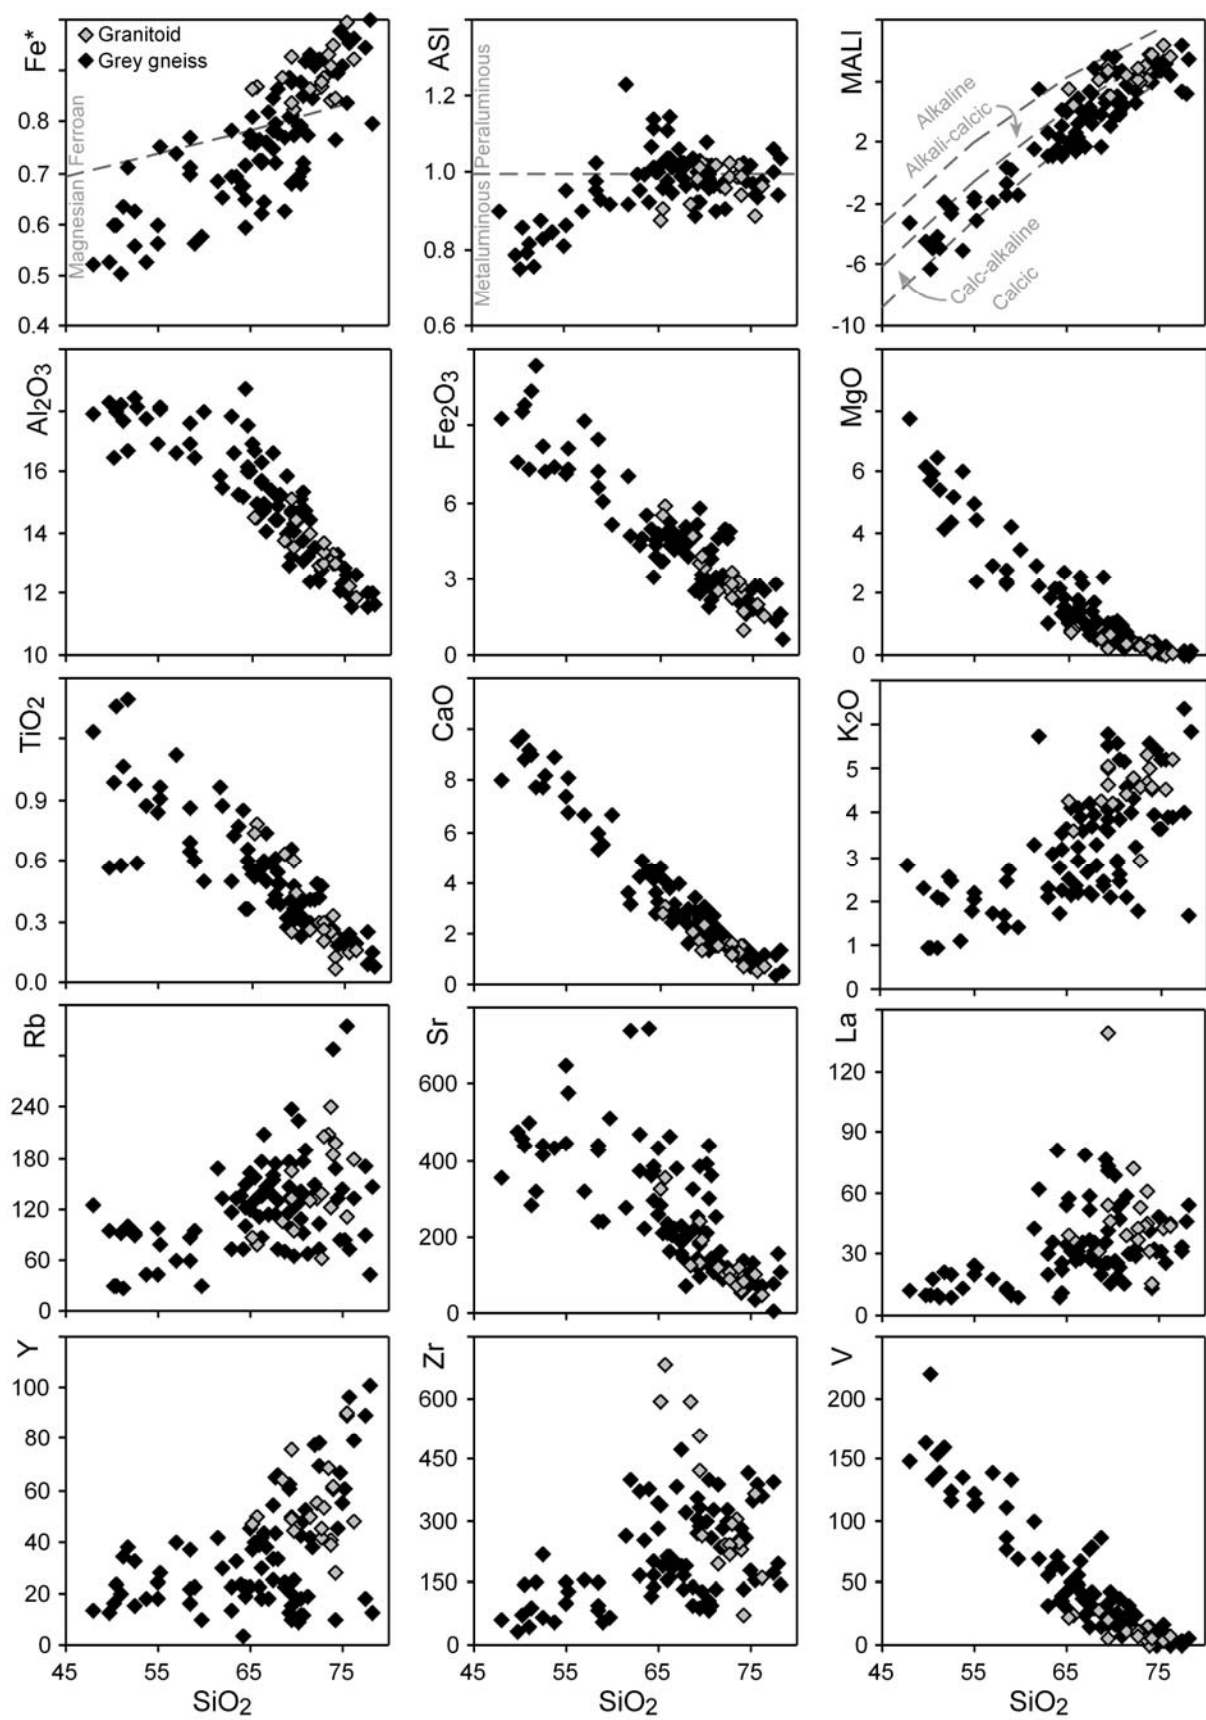 Fe*
Granitoid
Grey gneiss
Magnesian
Ferroan
0.8
0.7
0.6
0.5
0.4
ASI
Metaluminous
Peraluminous
1.2
1.0
0.8
0.6
MALI
Alkaline
Alkali-calcic
Calc-alkaline
Calcic
2
-2
-6
-10
Al2O3
16
14
13
12
10
Fe2O3
6
3
0
MgO
6
4
2
0
TiO2
0.9
0.6
0.3
0.0
CaO
8
6
4
2
0
K2O
5
4
3
2
1
0
Rb
240
180
120
60
0
Sr
600
400
200
0
La
120
90
60
30
0
Y
100
80
60
40
20
0
45
55
65
75
SiO2
Zr
600
450
300
150
0
45
55
65
75
SiO2
V
200
150
100
50
0
45
55
65
75
SiO2